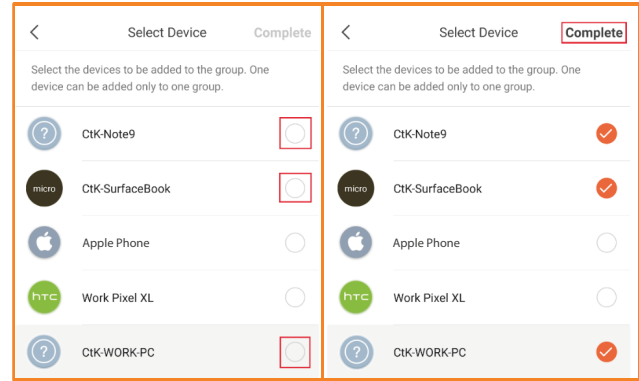 Select Device Complete
Select the devices to be added to the group. One
device can be added only to one group.
? CtK-Note9
micro CtK-SurfaceBook
Apple Phone
hTC Work Pixel XL
? CtK-WORK-PC
Select Device Complete
Select the devices to be added to the group. One
device can be added only to one group.
? CtK-Note9
micro CtK-SurfaceBook
Apple Phone
hTC Work Pixel XL
? CtK-WORK-PC